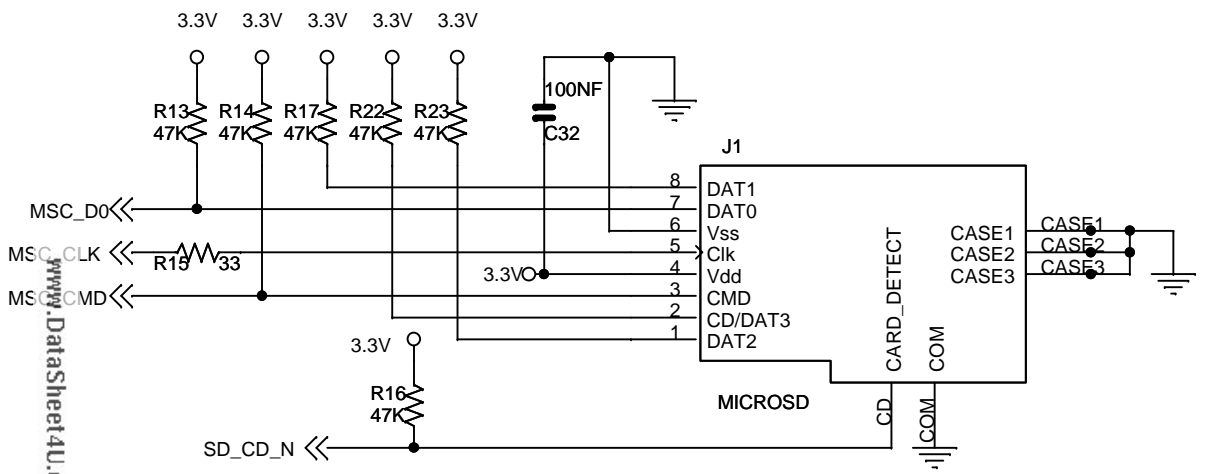 3.3V 3.3V 3.3V 3.3V 3.3V
100NF
C32
R13 R14 R17 R22 R23
47K 47K 47K 47K 47K
J1
8 DAT1
MSC_D0 7 DAT0
6 Vss
MSC_CLK R15 33 5 Clk
3.3V 4 Vdd
MSC_CMD 3 CMD
2 CD/DAT3
1 DAT2
CARD_DETECT
COM
CASE1 CASE1
CASE2 CASE2
CASE3 CASE3
3.3V
R16
47K
MICROSD
CD
COM
SD_CD_N
www.DataSheet4U.